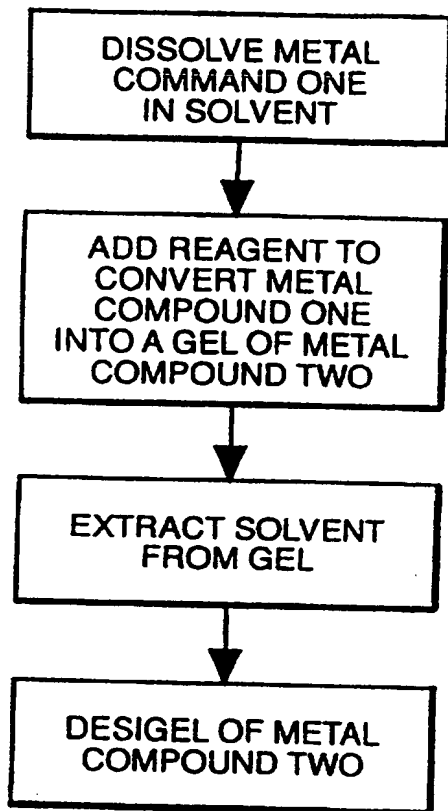 DISSOLVE METAL
COMMAND ONE
IN SOLVENT
ADD REAGENT TO
CONVERT METAL
COMPOUND ONE
INTO A GEL OF METAL
COMPOUND TWO
EXTRACT SOLVENT
FROM GEL
DESIGEL OF METAL
COMPOUND TWO